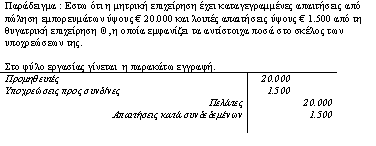 Παράδειγμα : Εστω ότι η μητρική επιχείρηση έχει καταγεγραμμένες απαιτήσεις από
πώληση εμπορευμάτων ύψους € 20.000 και λοιπές απαιτήσεις ύψους € 1.500 από τη
θυγατρική επιχείρηση Θ, η οποία εμφανίζει τα αντίστοιχα ποσά στο σκέλος των
υποχρεώσεων της.
Στο φύλο εργασίας γίνεται η παρακάτω εγγραφή.
Προμηθευτές 20.000
Υποχρεώσεις προς συνδ/νες 1.500
Πελάτες 20.000
Απαιτήσεις κατά συνδεδεμένων 1.500